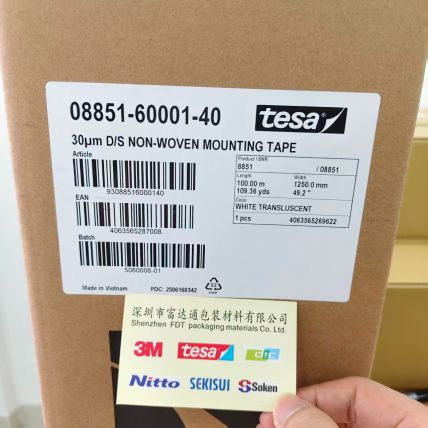 08851-60001-40
tesa
30µm D/S NON-WOVEN MOUNTING TAPE
Article
93088516000140
EAN
4063565287008
Batch
5060006-01
Product / BNR
8851 / 08851
Length Width
100.00 m 1250.0 mm
109.36 yds 49.2 "
Color
WHITE TRANSLUSCENT
1 pcs 4063565269622
Made in Vietnam PDC: 2506160342
PAP
深圳市富达通包装材料有限公司
Shenzhen FDT packaging materials Co. Ltd.
3M tesa dic
Nitto SEKISUI Soken